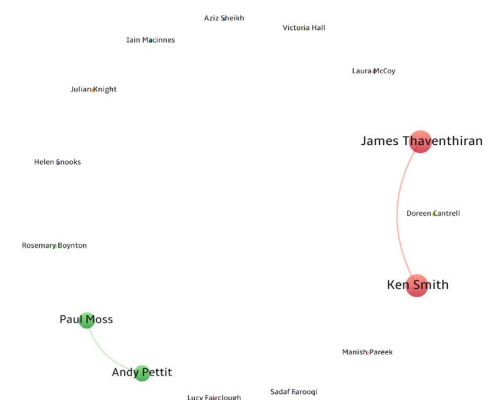 Aziz Sheikh
Victoria Hall
Iain Macinnes
Laura McCoy
Julian Knight
James Thaventhiran
Helen Snooks
Doreen Cantrell
Rosemary Boynton
Ken Smith
Paul Moss
Manish Pareek
Andy Pettit
Sadaf Earooqi
Lucy Fairclough